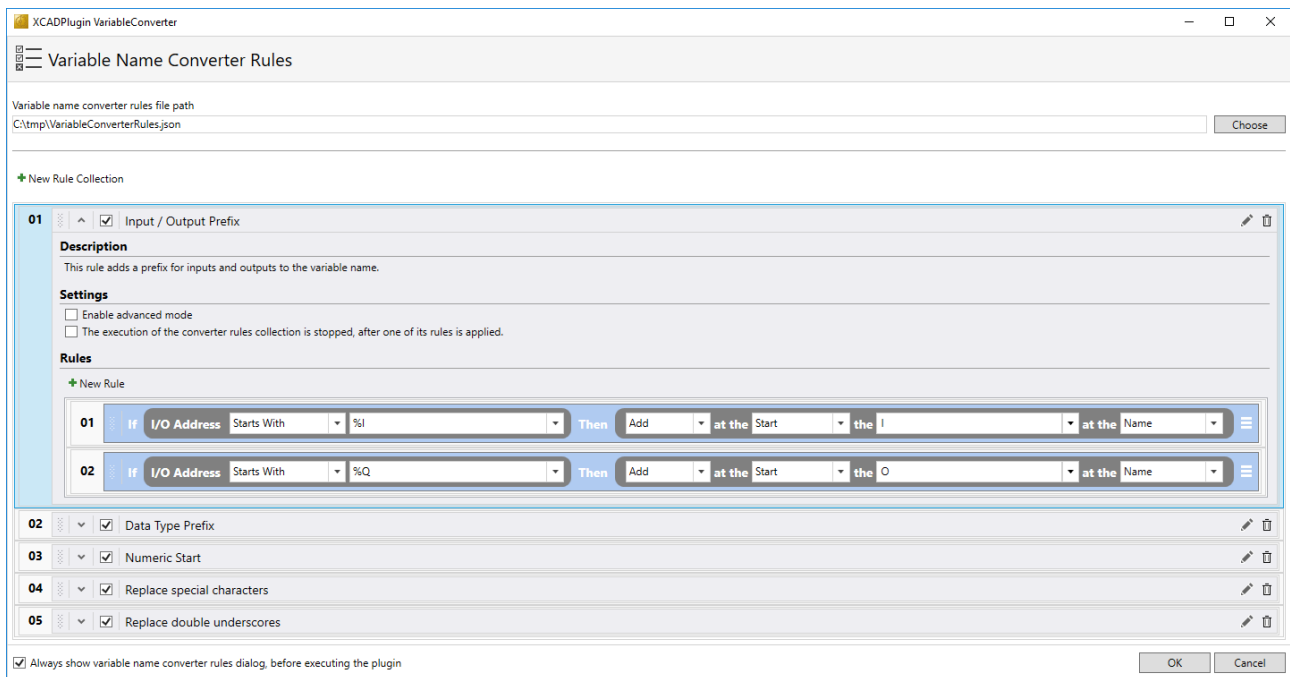 XCADPlugin VariableConverter
Variable Name Converter Rules
Variable name converter rules file path
C:\tmp\VariableConverterRules.json Choose
New Rule Collection
01 Input / Output Prefix
Description
This rule adds a prefix for inputs and outputs to the variable name.
Settings
Enable advanced mode
The execution of the converter rules collection is stopped, after one of its rules is applied.
Rules
New Rule
01 If I/O Address Starts With %I Then Add at the Start the I at the Name
02 If I/O Address Starts With %Q Then Add at the Start the O at the Name
02 Data Type Prefix
03 Numeric Start
04 Replace special characters
05 Replace double underscores
Always show variable name converter rules dialog, before executing the plugin OK Cancel